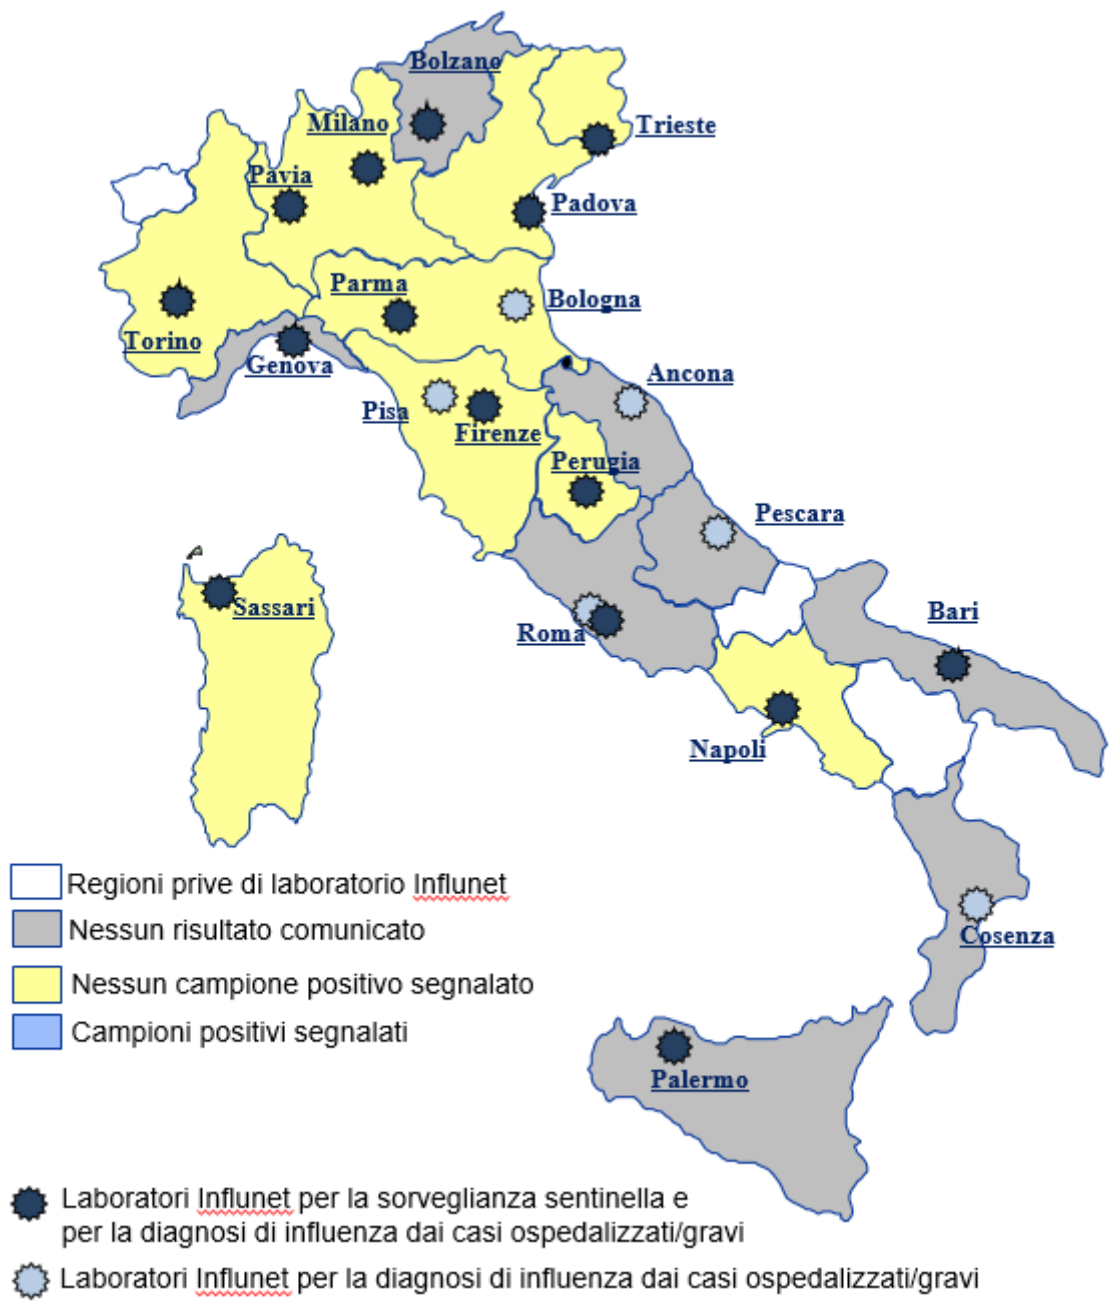 Bolzano
Milano
Trieste
Pavia
Padova
Parma
Bologna
Torino
Genova
Ancona
Pisa
Firenze
Perugia
Pescara
Sassari
Roma
Bari
Napoli
Regioni prive di laboratorio Influnet
Nessun risultato comunicato
Cosenza
Nessun campione positivo segnalato
Campioni positivi segnalati
Palermo
Laboratori Influnet per la sorveglianza sentinella e
per la diagnosi di influenza dai casi ospedalizzati/gravi
Laboratori Influnet per la diagnosi di influenza dai casi ospedalizzati/gravi